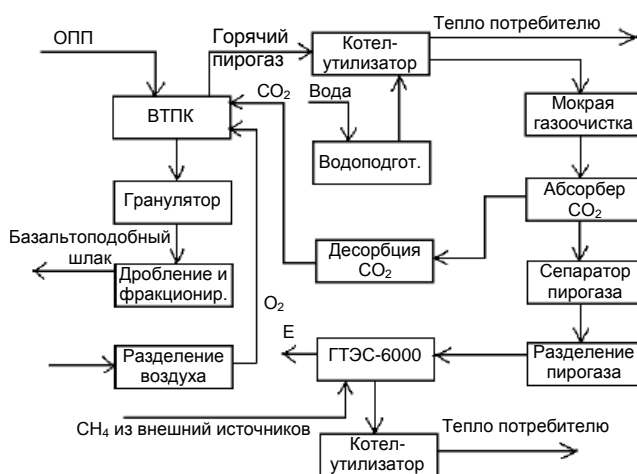 ОПП
Горячий
пирогаз
Котел-
утилизатор
Тепло потребителю
CO₂
Вода
ВТПК
Мокрая
газоочистка
Водоподгот.
Гранулятор
Абсорбер
CO₂
Базальтоподобный
шлак
Десорбция
CO₂
Дробление и
фракционир.
O₂
Сепаратор
пирогаза
E
ГТЭС-6000
Разделение
воздуха
Разделение
пирогаза
CH₄ из внешний источников
Котел-
утилизатор
Тепло потребителю